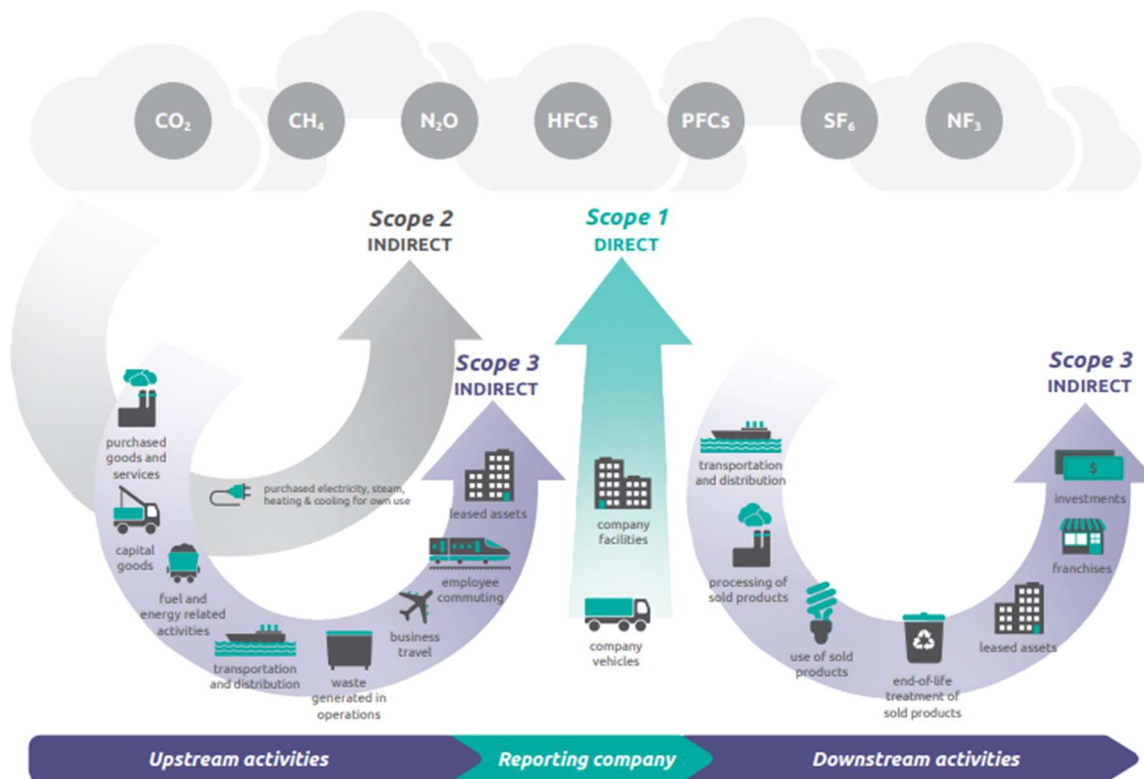 CO₂
CH₄
N₂O
HFCs
PFCs
SF₆
NF₃
Scope 2
INDIRECT
Scope 1
DIRECT
Scope 3
INDIRECT
Scope 3
INDIRECT
purchased
goods and
services
capital
goods
fuel and
energy related
activities
purchased electricity, steam,
heating & cooling for own use
transportation
and distribution
waste
generated in
operations
business
travel
employee
commuting
leased assets
company
facilities
company
vehicles
transportation
and distribution
processing of
sold products
use of sold
products
end-of-life
treatment of
sold products
leased assets
franchises
$
investments
Upstream activities
Reporting company
Downstream activities